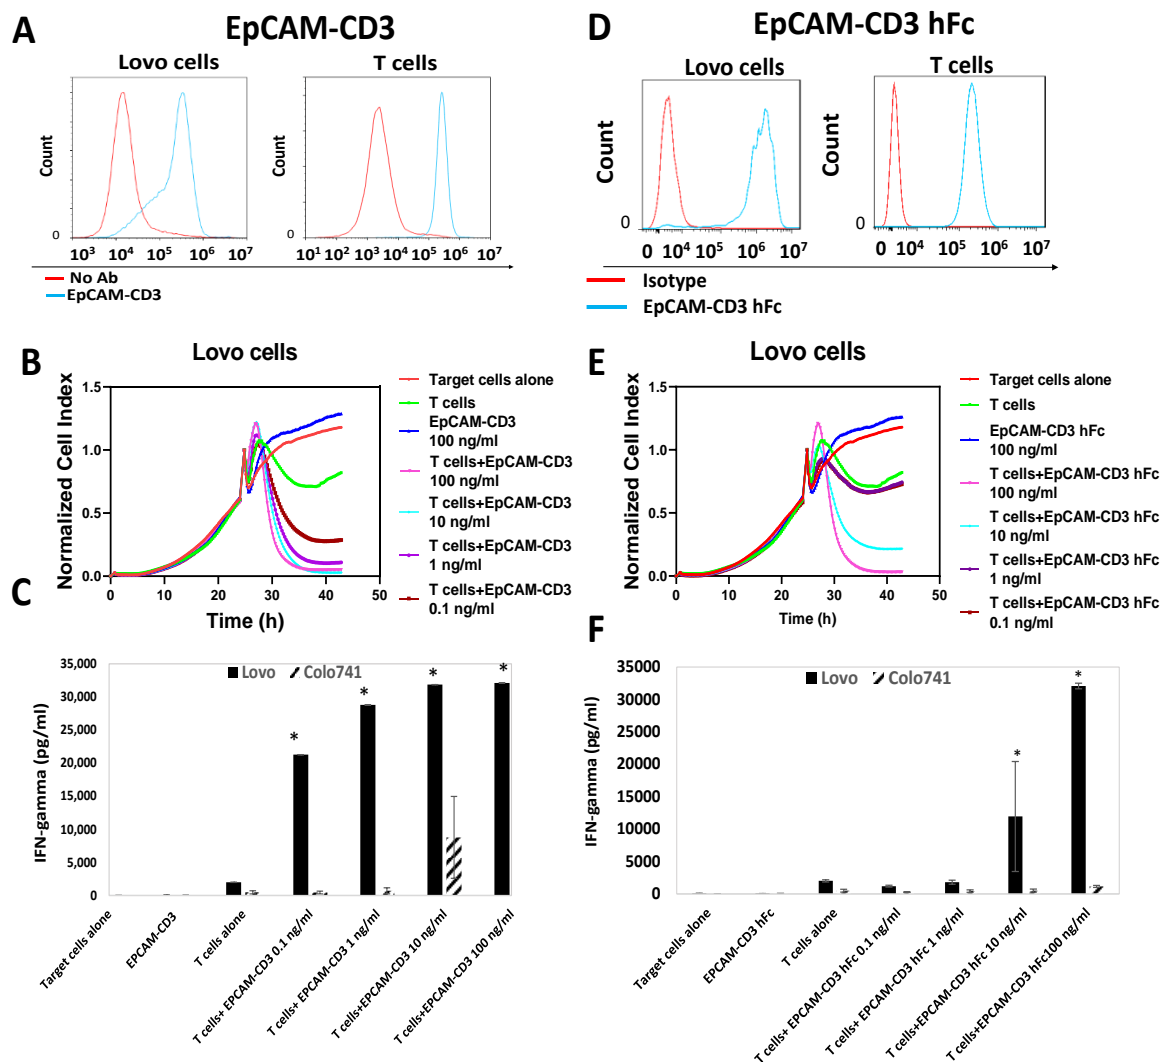 A
EpCAM-CD3
Lovo cells
T cells
Count
0
10³ 10⁴ 10⁵ 10⁶ 10⁷
Count
0
10¹ 10² 10³ 10⁴ 10⁵ 10⁶ 10⁷
No Ab
EpCAM-CD3
D
EpCAM-CD3 hFc
Lovo cells
T cells
Count
0
0 10⁴ 10⁵ 10⁶ 10⁷
Count
0
0 10⁴ 10⁵ 10⁶ 10⁷
Isotype
EpCAM-CD3 hFc
B
Lovo cells
Normalized Cell Index
1.5
1.0
0.5
0.0
0 10 20 30 40 50
Time (h)
Target cells alone
T cells
EpCAM-CD3
100 ng/ml
T cells+EpCAM-CD3
100 ng/ml
T cells+EpCAM-CD3
10 ng/ml
T cells+EpCAM-CD3
1 ng/ml
T cells+EpCAM-CD3
0.1 ng/ml
E
Lovo cells
Normalized Cell Index
1.5
1.0
0.5
0.0
0 10 20 30 40 50
Time (h)
Target cells alone
T cells
EpCAM-CD3 hFc
100 ng/ml
T cells+EpCAM-CD3 hFc
100 ng/ml
T cells+EpCAM-CD3 hFc
10 ng/ml
T cells+EpCAM-CD3 hFc
1 ng/ml
T cells+EpCAM-CD3 hFc
0.1 ng/ml
C
IFN-gamma (pg/ml)
35,000
30,000
25,000
20,000
15,000
10,000
5,000
0
Lovo Colo741
* * * *
Target cells alone
EPCAM-CD3
T cells alone
T cells+ EPCAM-CD3 0.1 ng/ml
T cells+ EPCAM-CD3 1 ng/ml
T cells+EPCAM-CD3 10 ng/ml
T cells+EPCAM-CD3 100 ng/ml
F
IFN-gamma (pg/ml)
35000
30000
25000
20000
15000
10000
5000
0
Lovo Colo741
* *
Target cells alone
EPCAM-CD3 hFc
T cells alone
T cells+ EPCAM-CD3 hFc 0.1 ng/ml
T cells+ EPCAM-CD3 hFc 1 ng/ml
T cells+EPCAM-CD3 hFc 10 ng/ml
T cells+EPCAM-CD3 hFc100 ng/ml